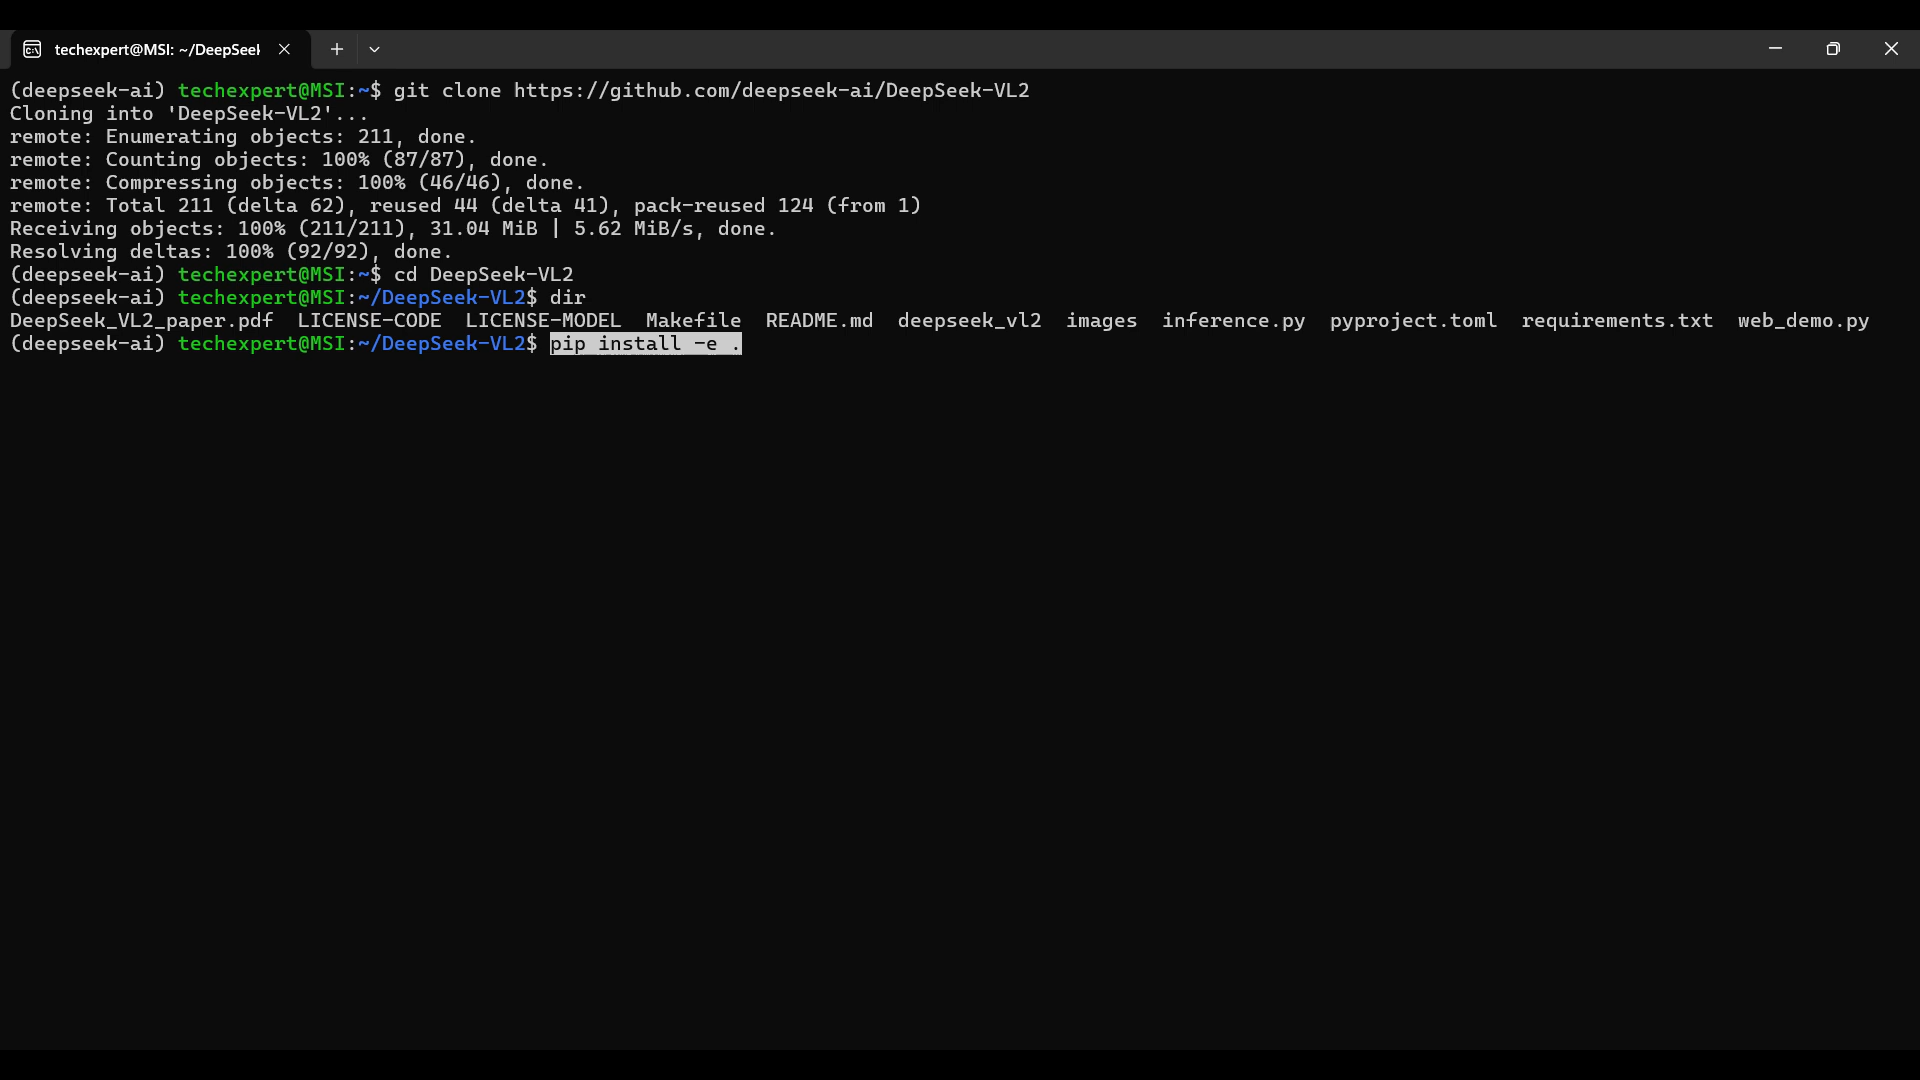 techexpert@MSI: ~/DeepSeek
(deepseek-ai) techexpert@MSI:~$ git clone https://github.com/deepseek-ai/DeepSeek-VL2
Cloning into 'DeepSeek-VL2'...
remote: Enumerating objects: 211, done.
remote: Counting objects: 100% (87/87), done.
remote: Compressing objects: 100% (46/46), done.
remote: Total 211 (delta 62), reused 44 (delta 41), pack-reused 124 (from 1)
Receiving objects: 100% (211/211), 31.04 MiB | 5.62 MiB/s, done.
Resolving deltas: 100% (92/92), done.
(deepseek-ai) techexpert@MSI:~$ cd DeepSeek-VL2
(deepseek-ai) techexpert@MSI:~/DeepSeek-VL2$ dir
DeepSeek_VL2_paper.pdf  LICENSE-CODE  LICENSE-MODEL  Makefile  README.md  deepseek_vl2  images  inference.py  pyproject.toml  requirements.txt  web_demo.py
(deepseek-ai) techexpert@MSI:~/DeepSeek-VL2$ pip install -e .